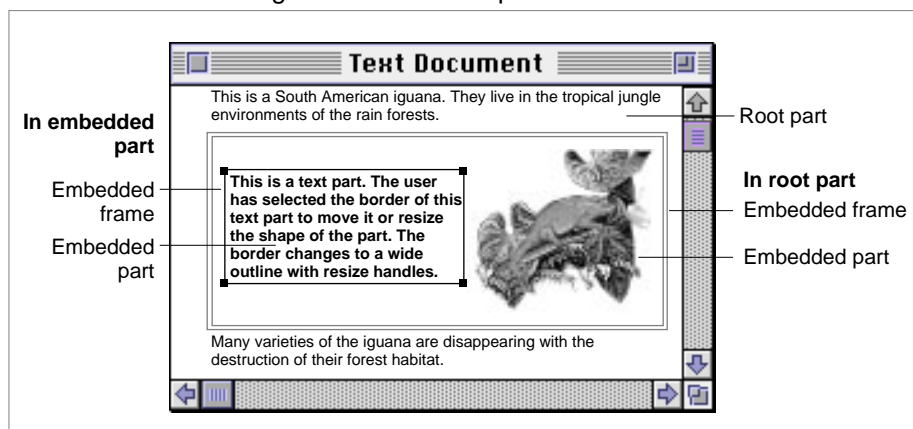 Text Document
This is a South American iguana. They live in the tropical jungle
environments of the rain forests.
Root part
In embedded
part
Embedded
frame
Embedded
part
This is a text part. The user
has selected the border of this
text part to move it or resize
the shape of the part. The
border changes to a wide
outline with resize handles.
In root part
Embedded frame
Embedded part
Many varieties of the iguana are disappearing with the
destruction of their forest habitat.